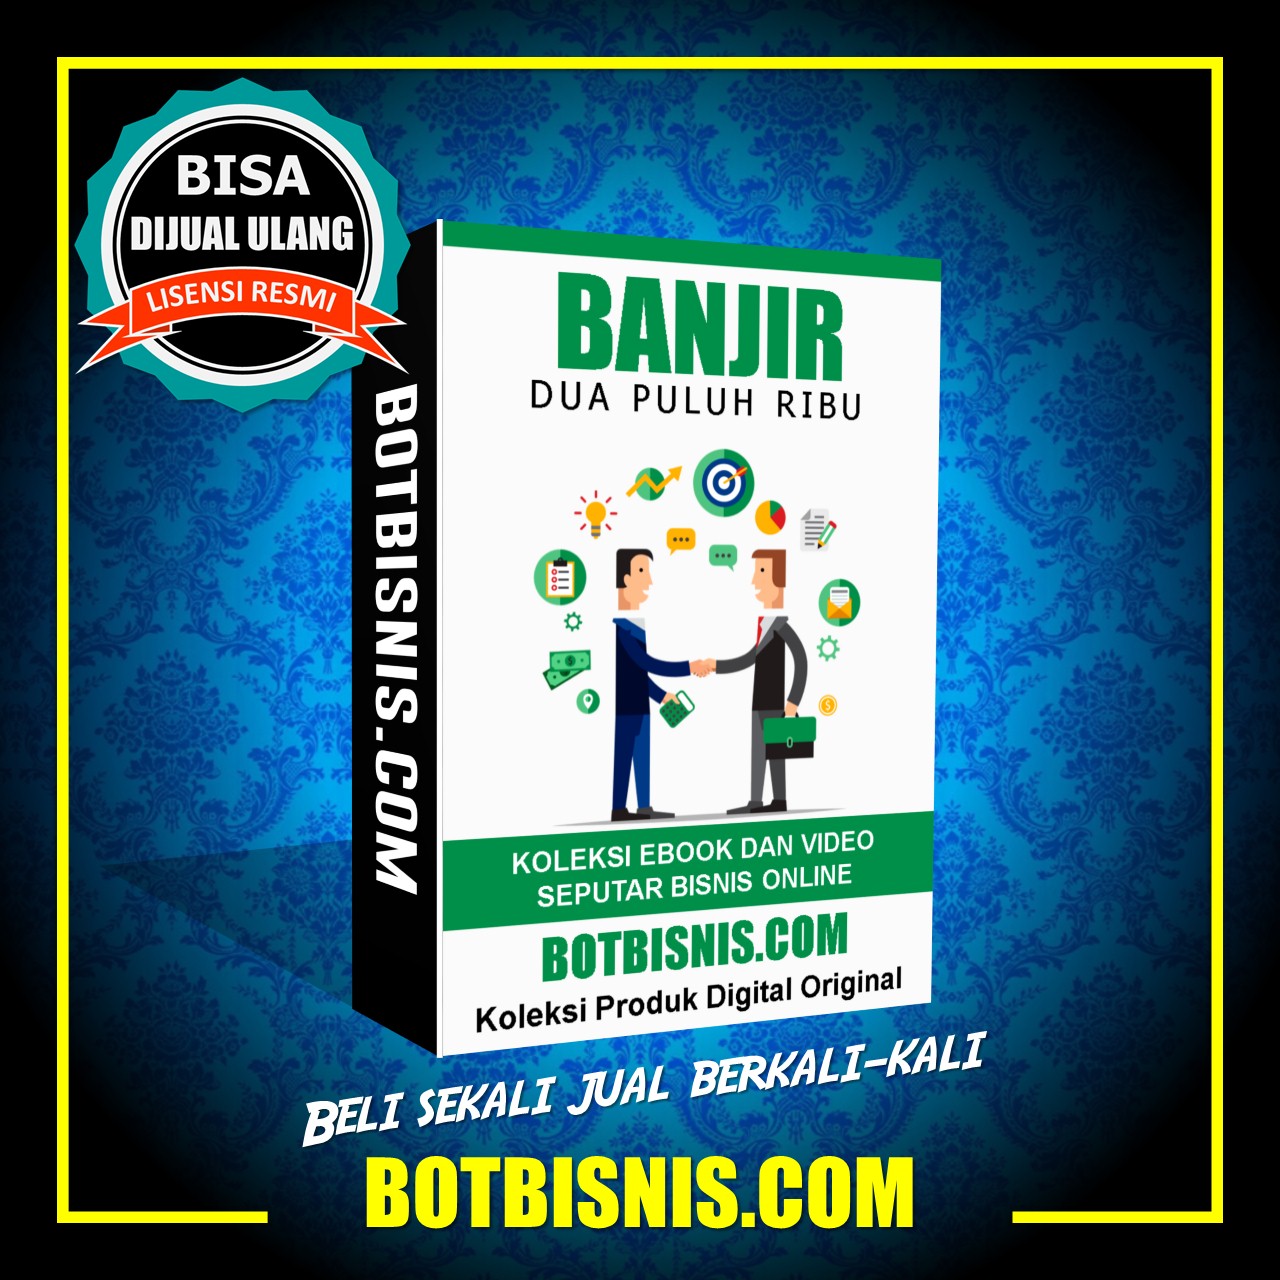 BISA
DIJUAL ULANG
LISENSI RESMI
BOTBISNIS.COM
BANJIR
DUA PULUH RIBU
KOLEKSI EBOOK DAN VIDEO
SEPUTAR BISNIS ONLINE
BOTBISNIS.COM
Koleksi Produk Digital Original
BELI SEKALI JUAL BERKALI-KALI
BOTBISNIS.COM